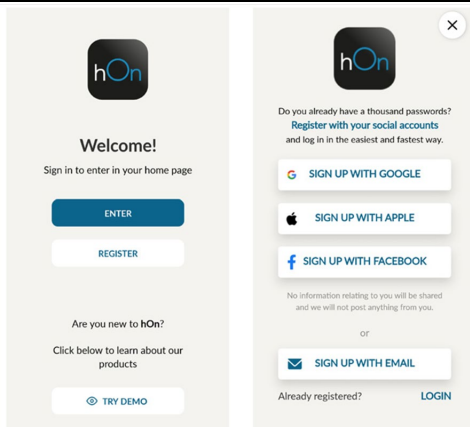 hOn
Welcome!
Sign in to enter in your home page
ENTER
REGISTER
Are you new to hOn?
Click below to learn about our
products
TRY DEMO
hOn
Do you already have a thousand passwords?
Register with your social accounts
and log in in the easiest and fastest way.
SIGN UP WITH GOOGLE
SIGN UP WITH APPLE
SIGN UP WITH FACEBOOK
No information relating to you will be shared
and we will not post anything from you.
or
SIGN UP WITH EMAIL
Already registered? LOGIN